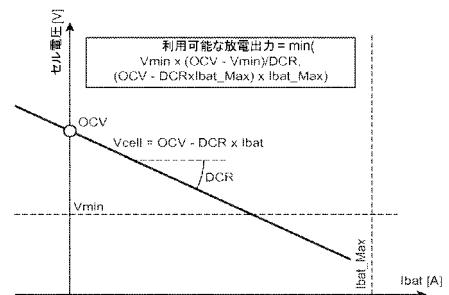 セル電圧[V]
利用可能な放電出力 = min(
Vmin x (OCV - Vmin)/DCR,
(OCV - DCRxIbat_Max) x Ibat_Max)
OCV
Vcell = OCV - DCR x Ibat
DCR
Vmin
Ibat_Max
Ibat [A]